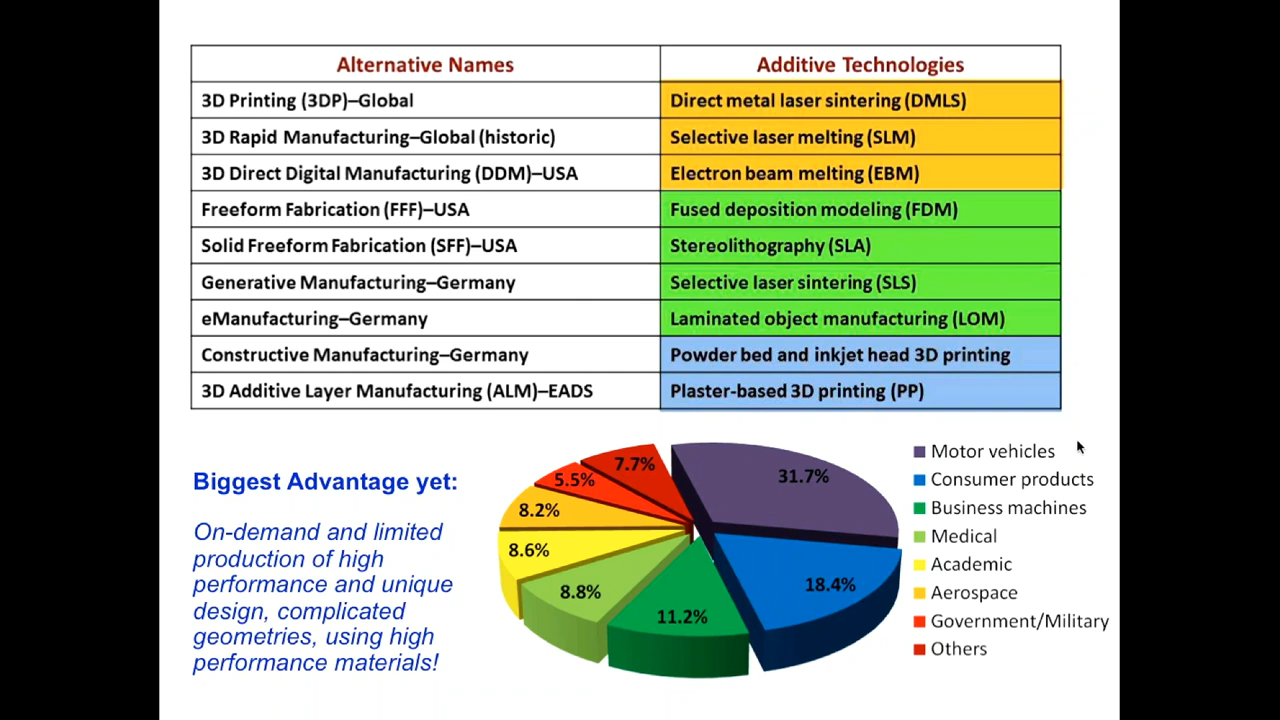 Alternative Names
Additive Technologies
3D Printing (3DP)–Global
Direct metal laser sintering (DMLS)
3D Rapid Manufacturing–Global (historic)
Selective laser melting (SLM)
3D Direct Digital Manufacturing (DDM)–USA
Electron beam melting (EBM)
Freeform Fabrication (FFF)–USA
Fused deposition modeling (FDM)
Solid Freeform Fabrication (SFF)–USA
Stereolithography (SLA)
Generative Manufacturing–Germany
Selective laser sintering (SLS)
eManufacturing–Germany
Laminated object manufacturing (LOM)
Constructive Manufacturing–Germany
Powder bed and inkjet head 3D printing
3D Additive Layer Manufacturing (ALM)–EADS
Plaster-based 3D printing (PP)
Biggest Advantage yet:
On-demand and limited
production of high
performance and unique
design, complicated
geometries, using high
performance materials!
7.7%
31.7%
5.5%
8.2%
8.6%
8.8%
11.2%
18.4%
Motor vehicles
Consumer products
Business machines
Medical
Academic
Aerospace
Government/Military
Others